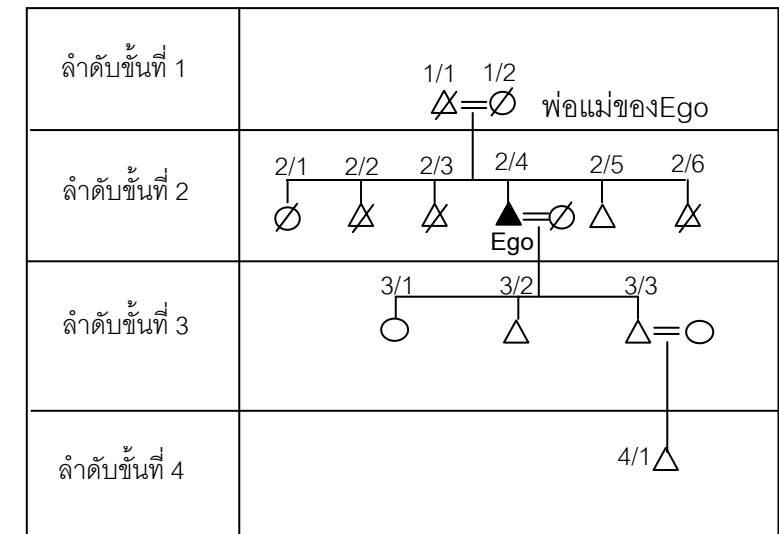 ลำดับขั้นที่ 1
1/1 1/2
พ่อแม่ของEgo
ลำดับขั้นที่ 2
2/1 2/2 2/3 2/4 2/5 2/6
Ego
ลำดับขั้นที่ 3
3/1 3/2 3/3
ลำดับขั้นที่ 4
4/1